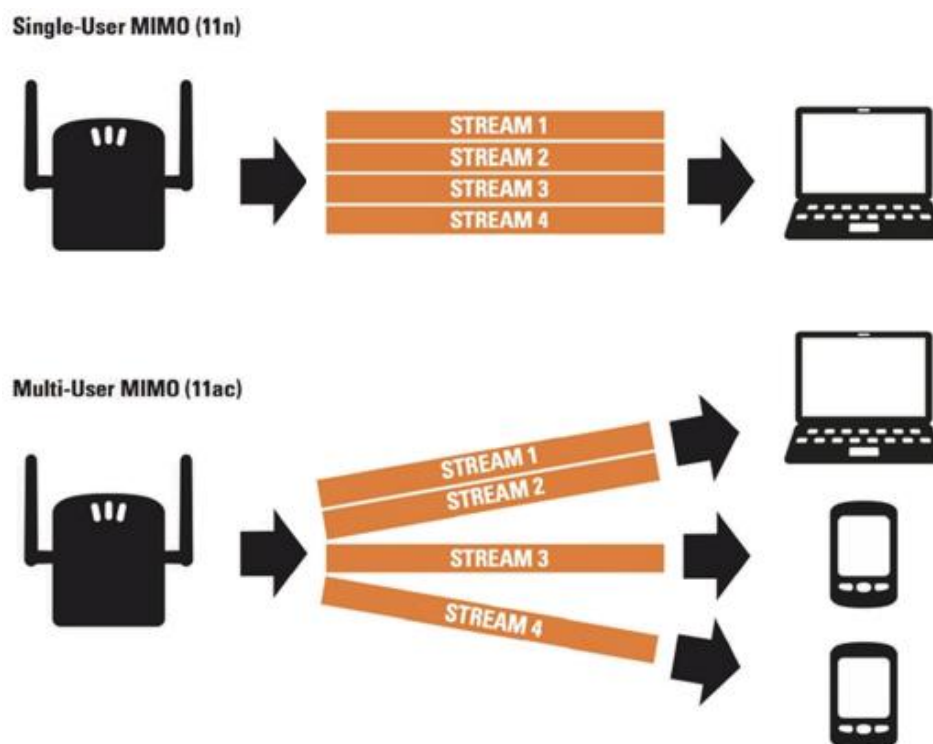 Single-User MIMO (11n)
STREAM 1
STREAM 2
STREAM 3
STREAM 4
Multi-User MIMO (11ac)
STREAM 1
STREAM 2
STREAM 3
STREAM 4